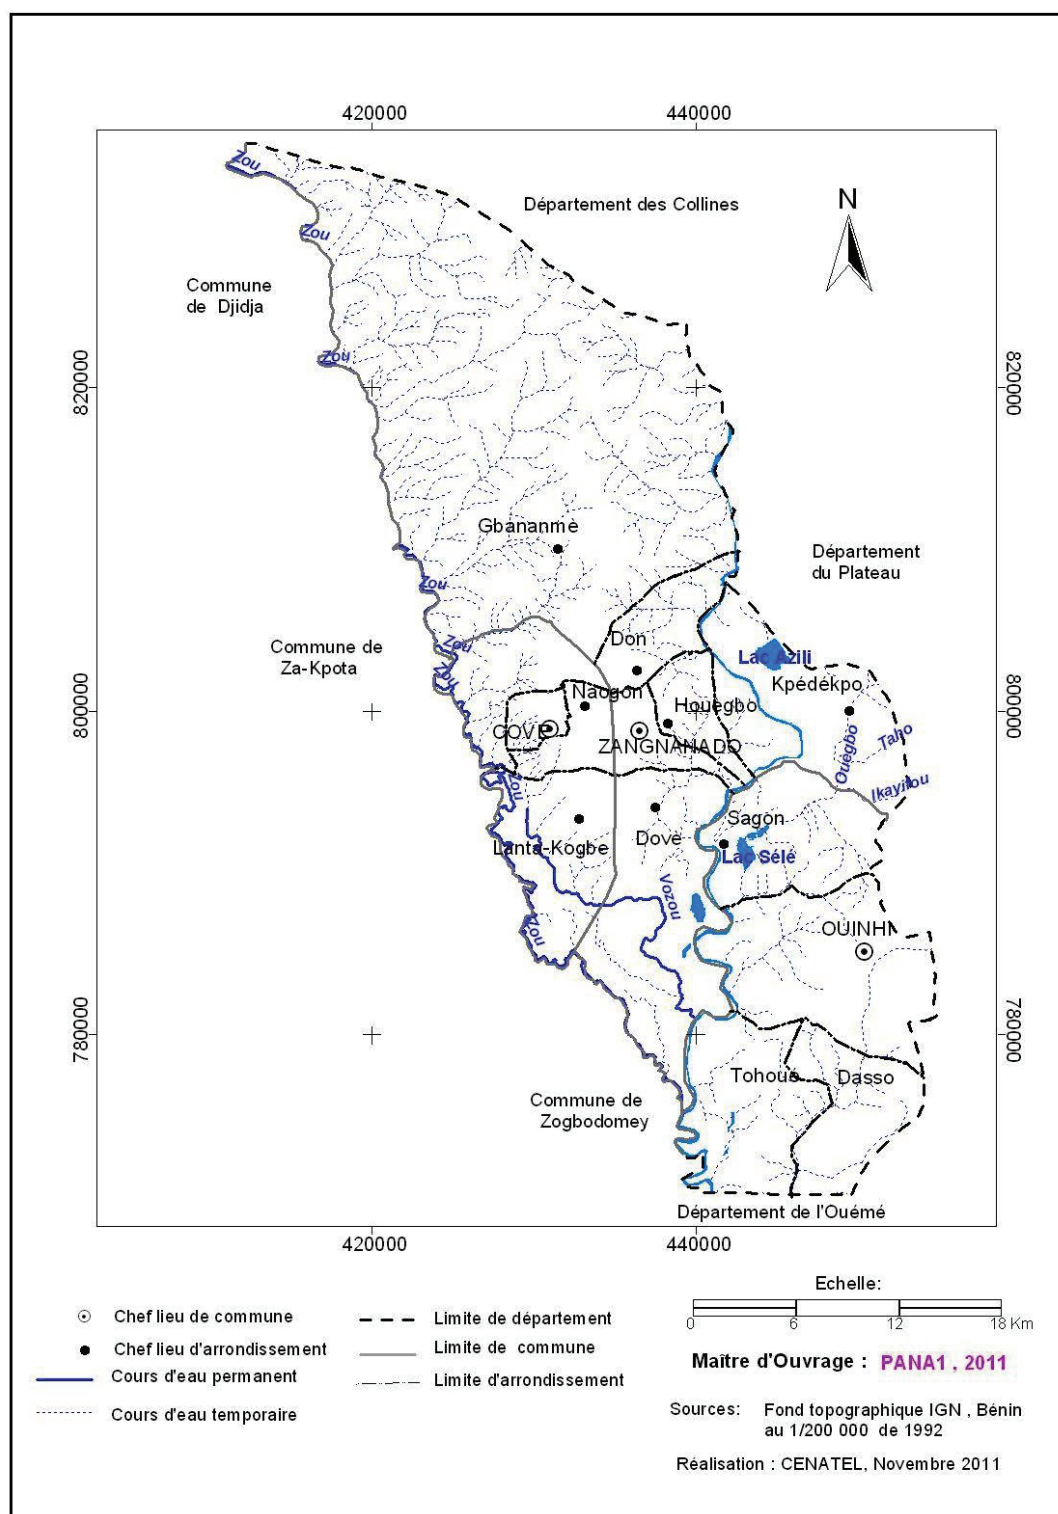 420000
440000
Zou
Département des Collines
N
Zou
Commune
de Djidja
Zou
820000
820000
Gbananmè
Département
du Plateau
Zou
Commune de
Za-Kpota
Zou
Don
Lac Azili
Zou
Kpédékpo
Naogon
Houegbo
800000
800000
COVE
ZANGNANADO
Ouègbo
Taho
Ikayilou
Zou
Sagon
Lanta-Kogbe
Dove
Lac Sélé
Vozou
Zou
OUINHI
780000
780000
Tohouè
Dasso
Commune de
Zogbodomey
Département de l'Ouémé
420000
440000
Echelle:
0 6 12 18 Km
Chef lieu de commune
Chef lieu d'arrondissement
Cours d'eau permanent
Cours d'eau temporaire
Limite de département
Limite de commune
Limite d'arrondissement
Maître d'Ouvrage : PANA1 , 2011
Sources: Fond topographique IGN , Bénin
au 1/200 000 de 1992
Réalisation : CENATEL, Novembre 2011